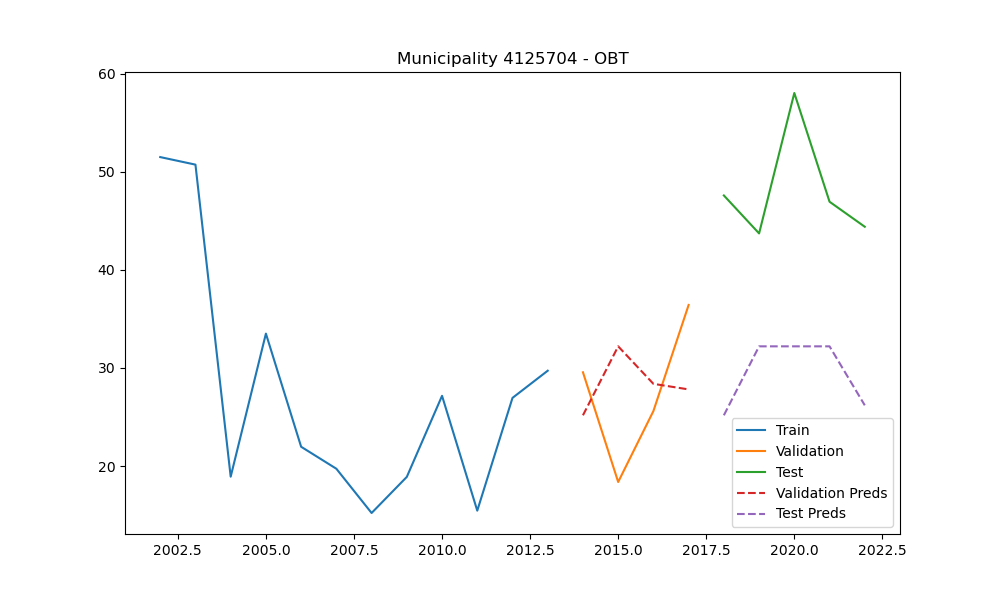 Municipality 4125704 - OBT
60
50
40
30
20
2002.5 2005.0 2007.5 2010.0 2012.5 2015.0 2017.5 2020.0 2022.5
Train
Validation
Test
Validation Preds
Test Preds